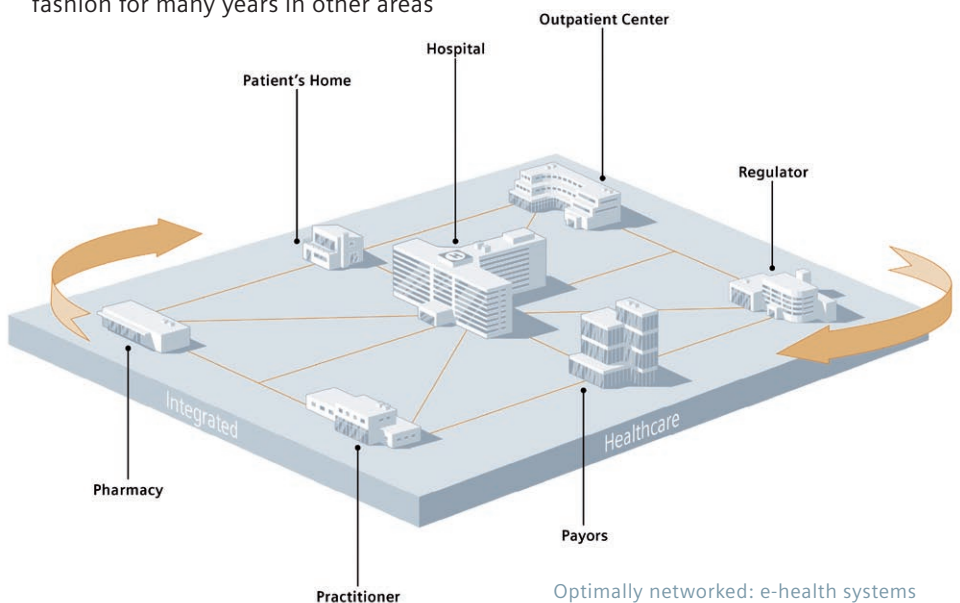 fashion for many years in other areas
Outpatient Center
Hospital
Patient's Home
Regulator
Integrated
Healthcare
Pharmacy
Payors
Practitioner
Optimally networked: e-health systems